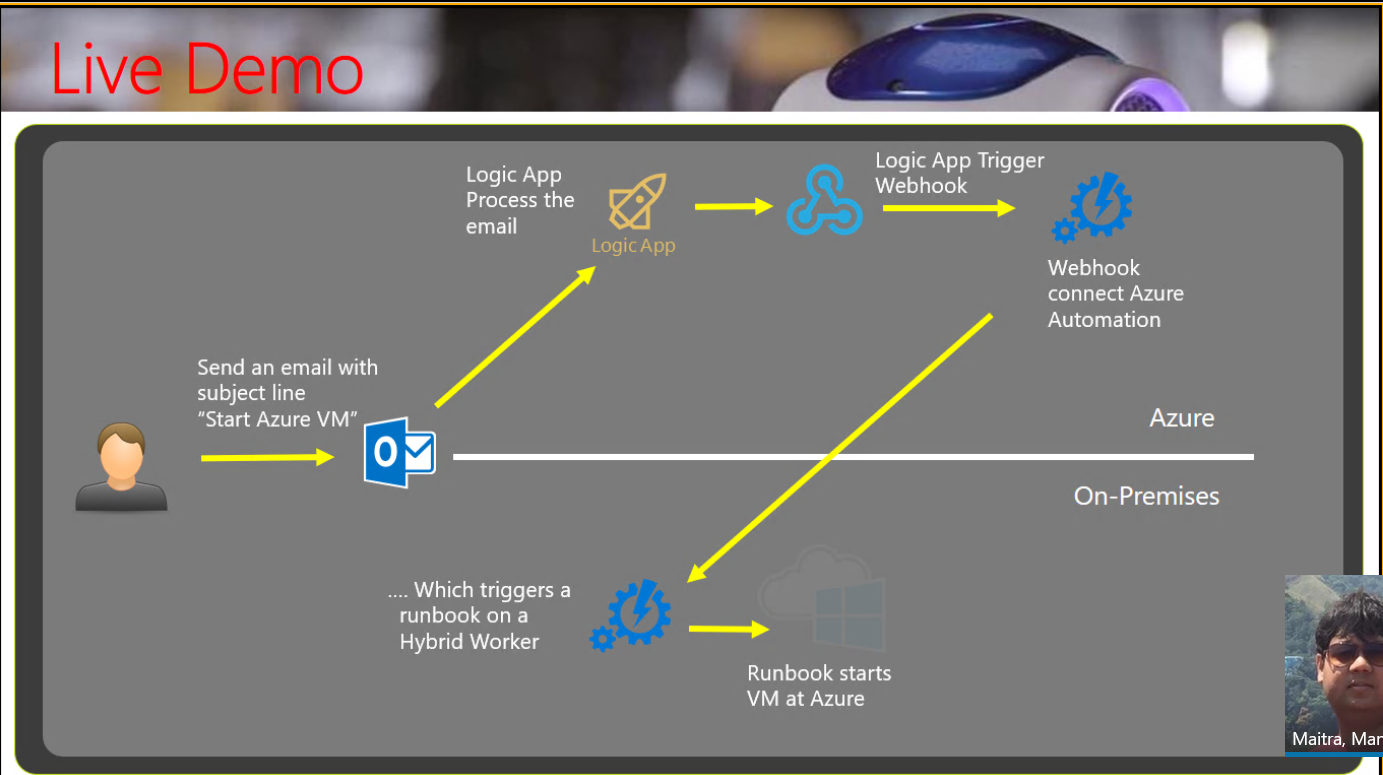 Live Demo
Logic App
Process the
email
Logic App
Logic App Trigger
Webhook
Webhook
connect Azure
Automation
Send an email with
subject line
“Start Azure VM”
Azure
On-Premises
.... Which triggers a
runbook on a
Hybrid Worker
Runbook starts
VM at Azure
Maitra, Man